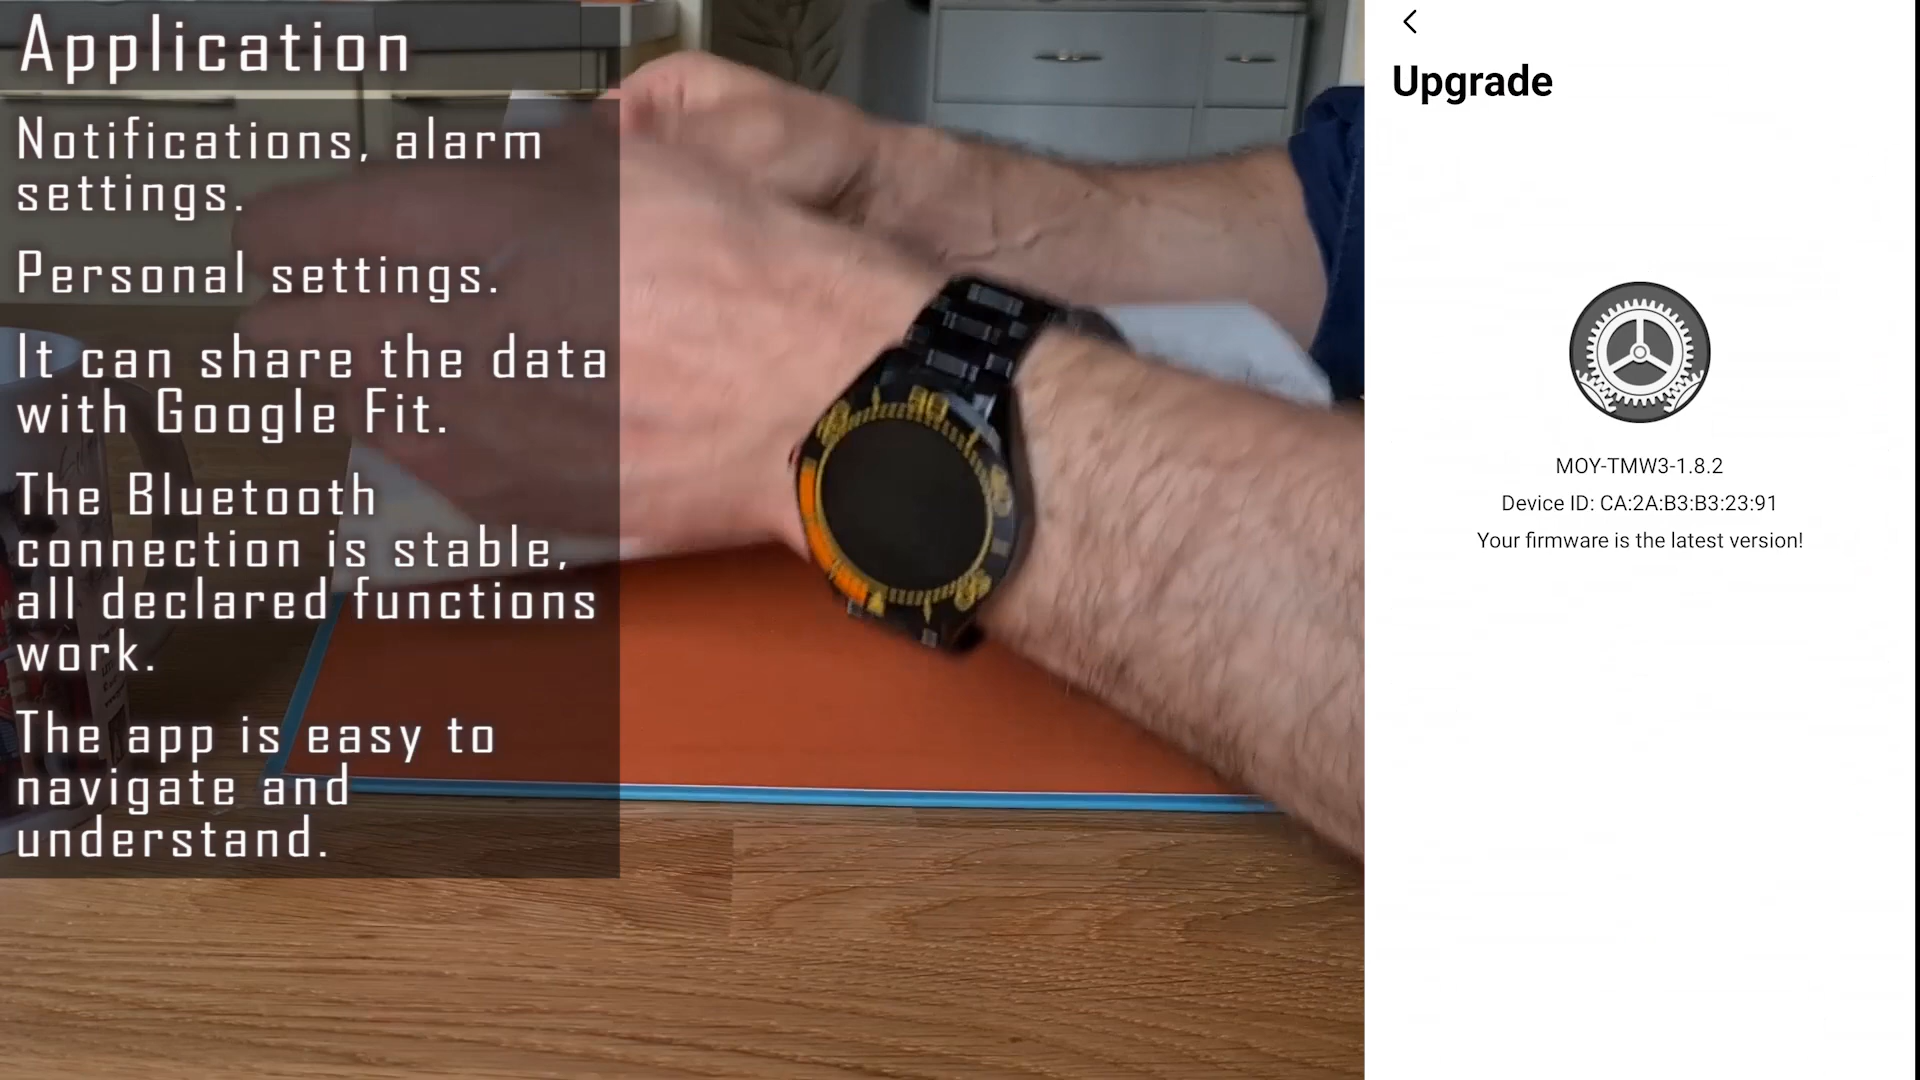 Application
Notifications, alarm
settings.
Personal settings.
It can share the data
with Google Fit.
The Bluetooth
connection is stable,
all declared functions
work.
The app is easy to
navigate and
understand.
Upgrade
MOY-TMW3-1.8.2
Device ID: CA:2A:B3:B3:23:91
Your firmware is the latest version!